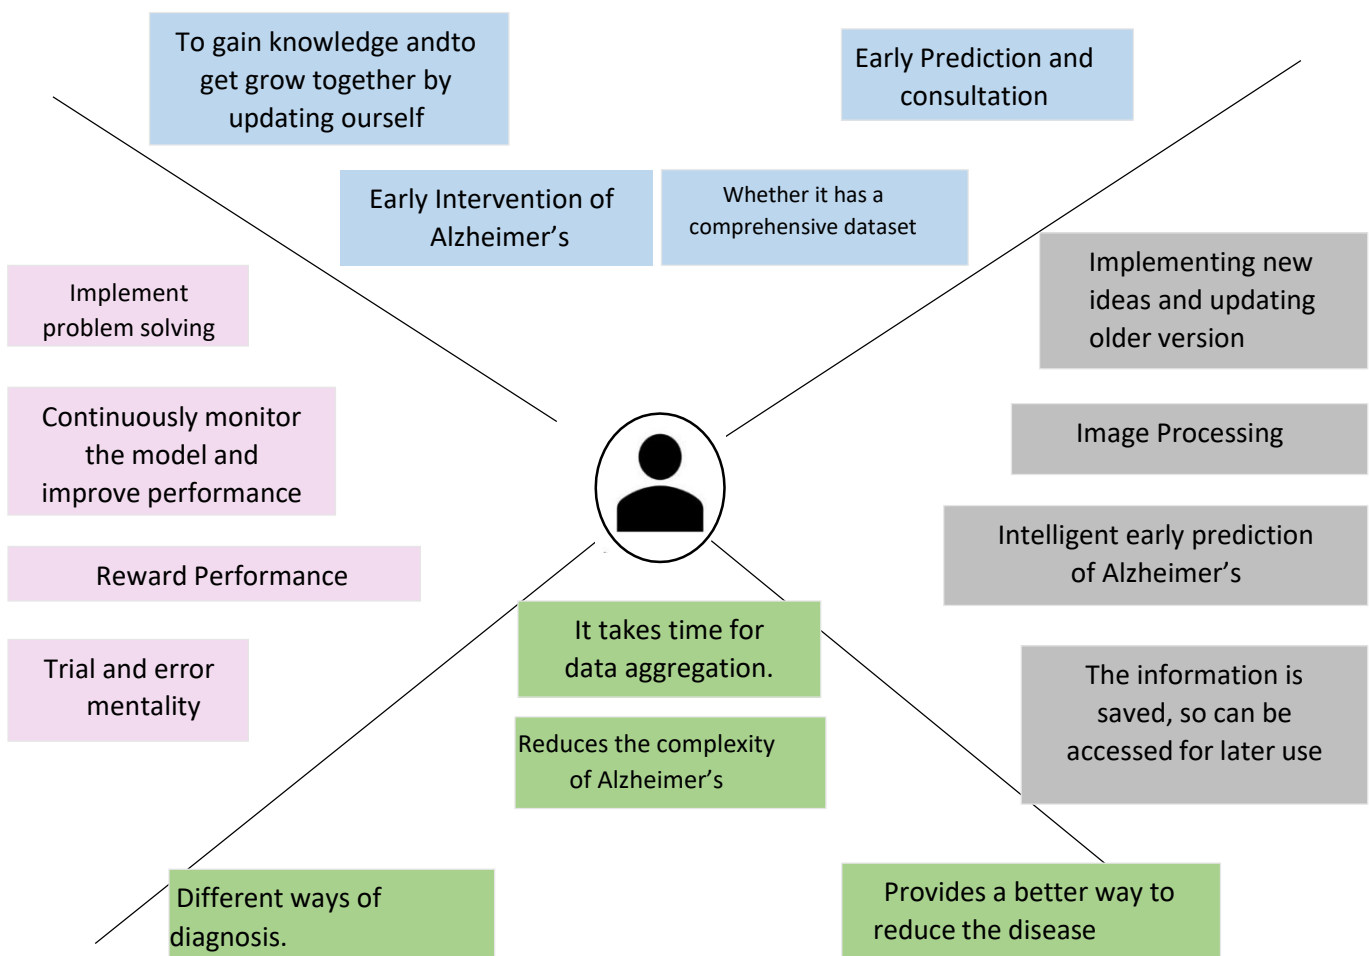 To gain knowledge andto
get grow together by
updating ourself
Early Prediction and
consultation
Early Intervention of
Alzheimer’s
Whether it has a
comprehensive dataset
Implement
problem solving
Continuously monitor
the model and
improve performance
Reward Performance
Trial and error
mentality
Implementing new
ideas and updating
older version
Image Processing
Intelligent early prediction
of Alzheimer’s
The information is
saved, so can be
accessed for later use
It takes time for
data aggregation.
Reduces the complexity
of Alzheimer’s
Different ways of
diagnosis.
Provides a better way to
reduce the disease